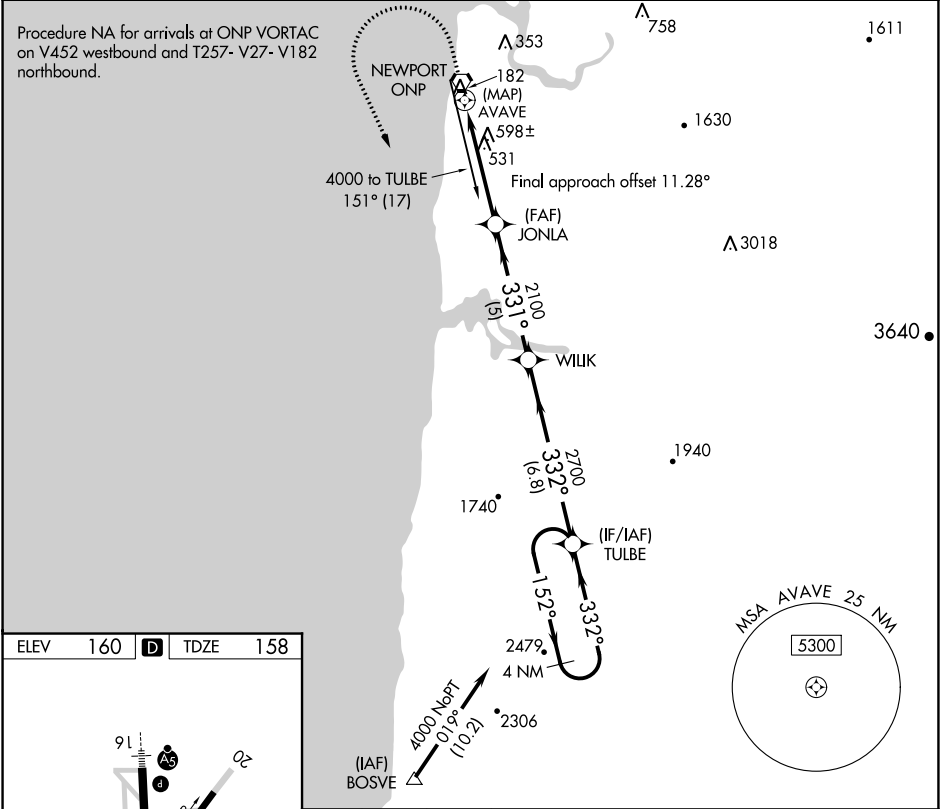 Procedure NA for arrivals at ONP VORTAC
on V452 westbound and T257- V27- V182
northbound.
758
1611
353
NEWPORT
ONP
182
(MAP)
AVAVE
598±
531
1630
4000 to TULBE
151° (17)
Final approach offset 11.28°
(FAF)
JONLA
3018
2100
331°
(5)
3640
WILIK
1940
2700
332°
(6.8)
1740
(IF/IAF)
TULBE
152°
332°
MSA AVAVE 25 NM
5300
2479
4 NM
4000 NoPT
019°
(10.2)
2306
(IAF)
BOSVE
ELEV 160 D TDZE 158
16
A5
P
20